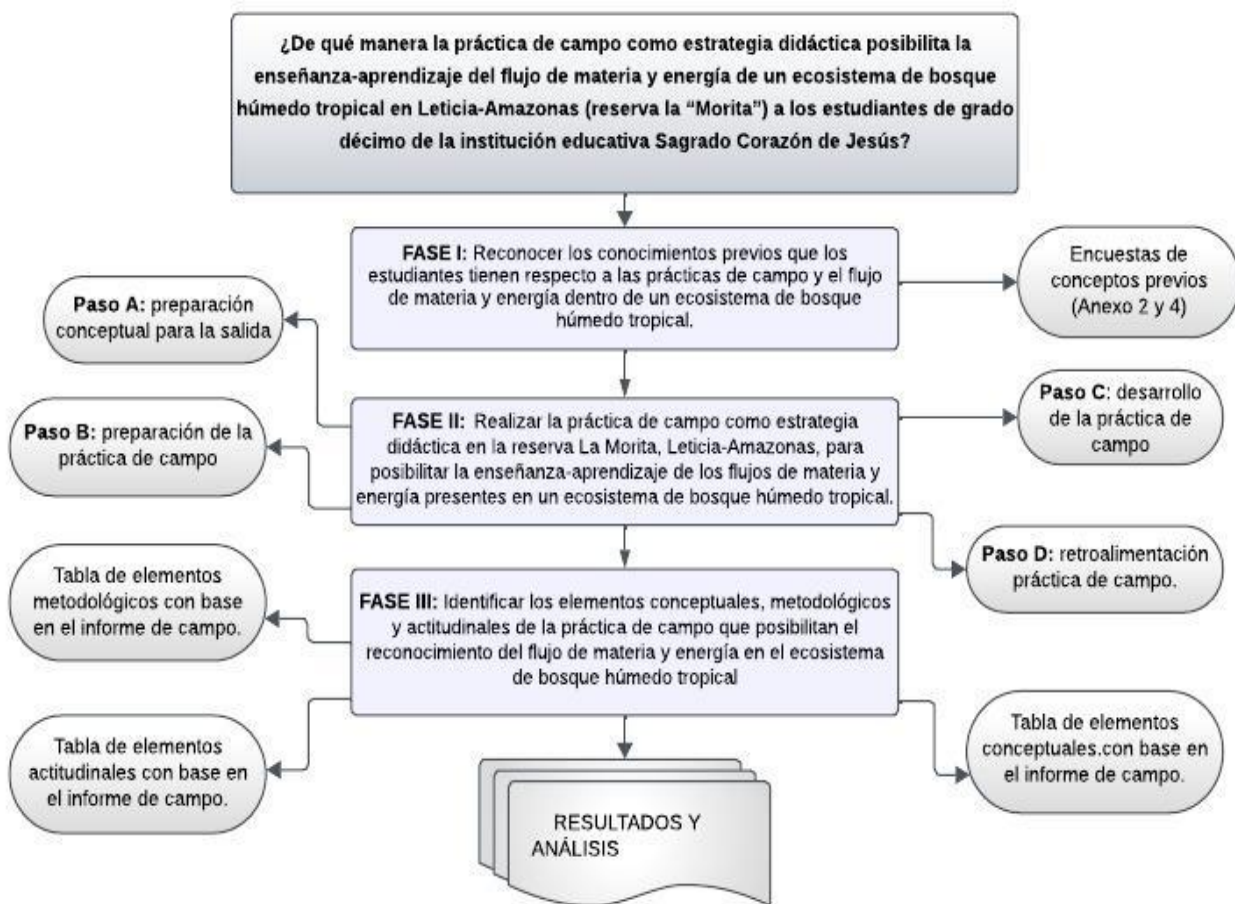 ¿De qué manera la práctica de campo como estrategia didáctica posibilita la
enseñanza-aprendizaje del flujo de materia y energía de un ecosistema de bosque
húmedo tropical en Leticia-Amazonas (reserva la “Morita”) a los estudiantes de grado
décimo de la institución educativa Sagrado Corazón de Jesús?
FASE I: Reconocer los conocimientos previos que los
estudiantes tienen respecto a las prácticas de campo y el flujo
de materia y energía dentro de un ecosistema de bosque
húmedo tropical.
Encuestas de
conceptos previos
(Anexo 2 y 4)
Paso A: preparación
conceptual para la salida
Paso B: preparación de la
práctica de campo
FASE II: Realizar la práctica de campo como estrategia
didáctica en la reserva La Morita, Leticia-Amazonas, para
posibilitar la enseñanza-aprendizaje de los flujos de materia y
energía presentes en un ecosistema de bosque húmedo tropical.
Paso C: desarrollo
de la práctica de
campo
Paso D: retroalimentación
práctica de campo.
Tabla de elementos
metodológicos con base
en el informe de campo.
FASE III: Identificar los elementos conceptuales, metodológicos
y actitudinales de la práctica de campo que posibilitan el
reconocimiento del flujo de materia y energía en el ecosistema
de bosque húmedo tropical
Tabla de elementos
actitudinales con base en
el informe de campo.
Tabla de elementos
conceptuales.con base en
el informe de campo.
RESULTADOS Y
ANÁLISIS